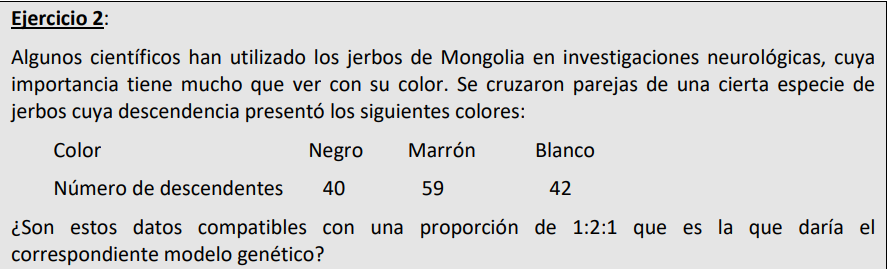 Ejercicio 2:
Algunos científicos han utilizado los jerbos de Mongolia en investigaciones neurológicas, cuya
importancia tiene mucho que ver con su color. Se cruzaron parejas de una cierta especie de
jerbos cuya descendencia presentó los siguientes colores:
Color Negro Marrón Blanco
Número de descendentes 40 59 42
¿Son estos datos compatibles con una proporción de 1:2:1 que es la que daría el
correspondiente modelo genético?